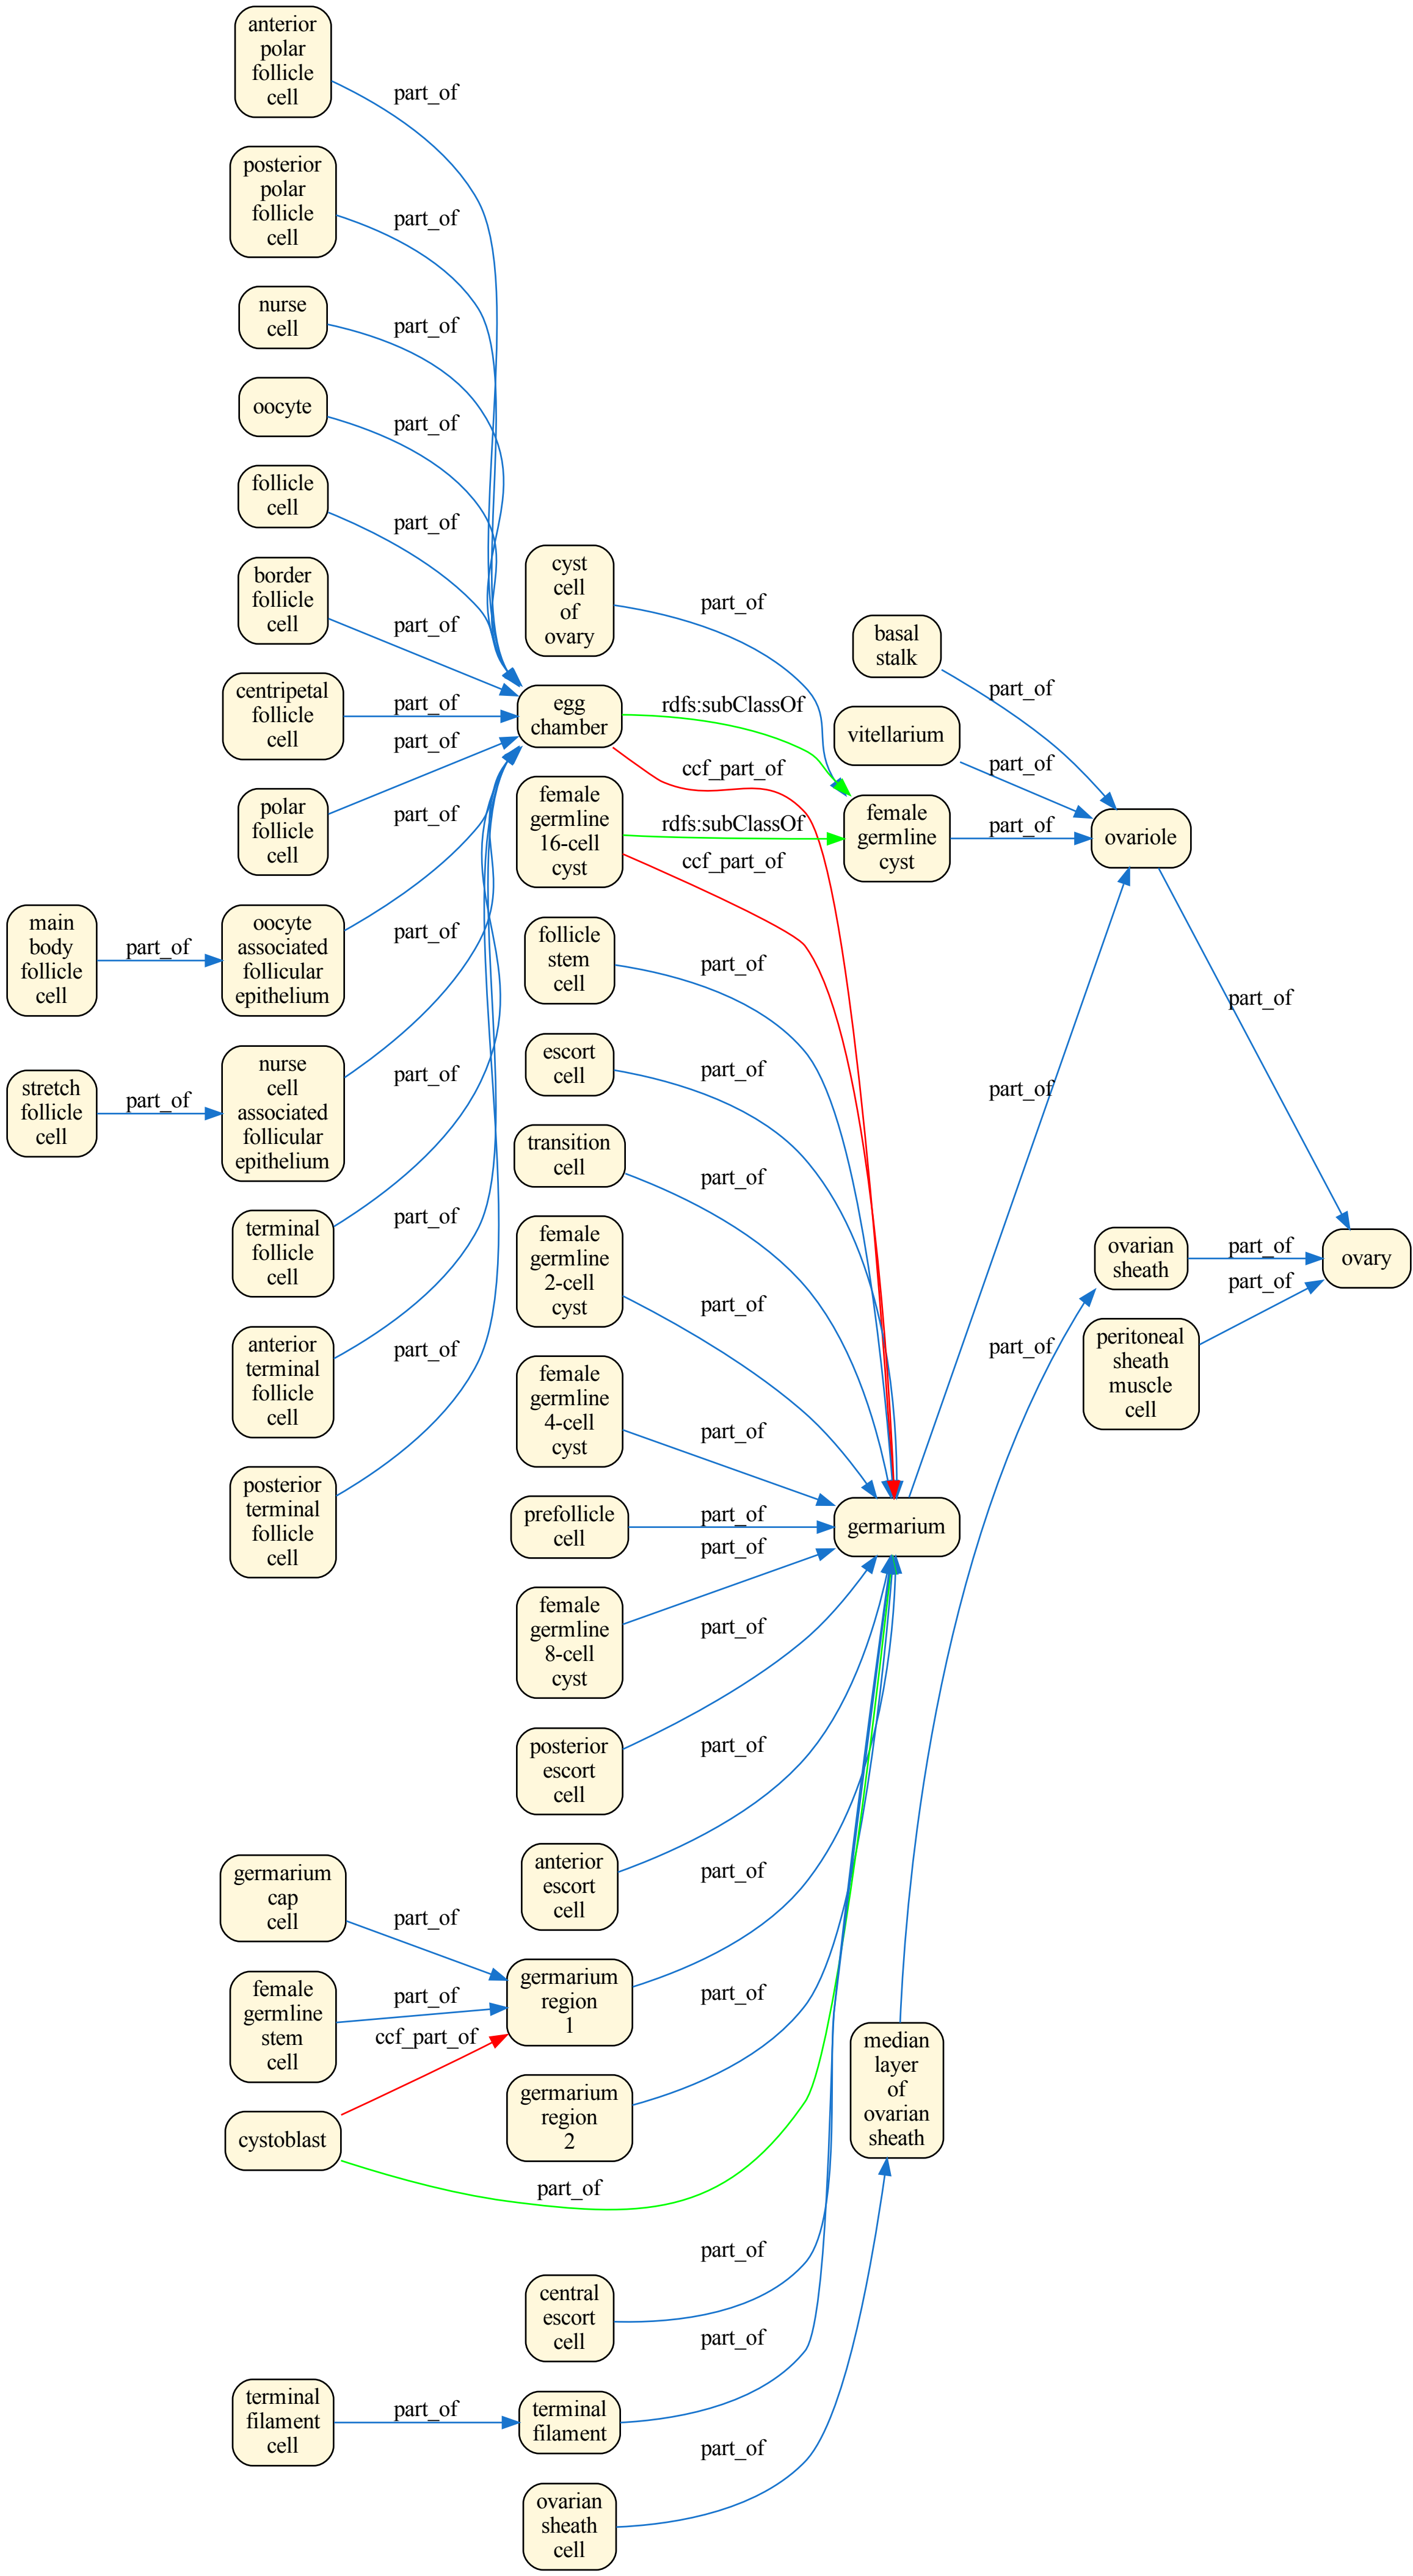 anterior
polar
follicle
cell
part_of
posterior
polar
follicle
cell
part_of
nurse
cell
part_of
oocyte
part_of
follicle
cell
part_of
border
follicle
cell
part_of
centripetal
follicle
cell
part_of
polar
follicle
cell
part_of
main
body
follicle
cell
part_of
oocyte
associated
follicular
epithelium
part_of
stretch
follicle
cell
part_of
nurse
cell
associated
follicular
epithelium
part_of
terminal
follicle
cell
part_of
anterior
terminal
follicle
cell
part_of
posterior
terminal
follicle
cell
part_of
cyst
cell
of
ovary
part_of
egg
chamber
rdfs:subClassOf
ccf_part_of
female
germline
16-cell
cyst
rdfs:subClassOf
ccf_part_of
basal
stalk
part_of
vitellarium
part_of
female
germline
cyst
part_of
ovariole
part_of
follicle
stem
cell
part_of
escort
cell
part_of
transition
cell
part_of
female
germline
2-cell
cyst
part_of
female
germline
4-cell
cyst
part_of
prefollicle
cell
part_of
female
germline
8-cell
cyst
part_of
posterior
escort
cell
part_of
anterior
escort
cell
part_of
germarium
part_of
ovarian
sheath
part_of
peritoneal
sheath
muscle
cell
part_of
ovary
germarium
cap
cell
part_of
female
germline
stem
cell
part_of
cystoblast
ccf_part_of
part_of
germarium
region
1
part_of
germarium
region
2
part_of
median
layer
of
ovarian
sheath
part_of
central
escort
cell
part_of
terminal
filament
cell
part_of
terminal
filament
part_of
ovarian
sheath
cell
part_of